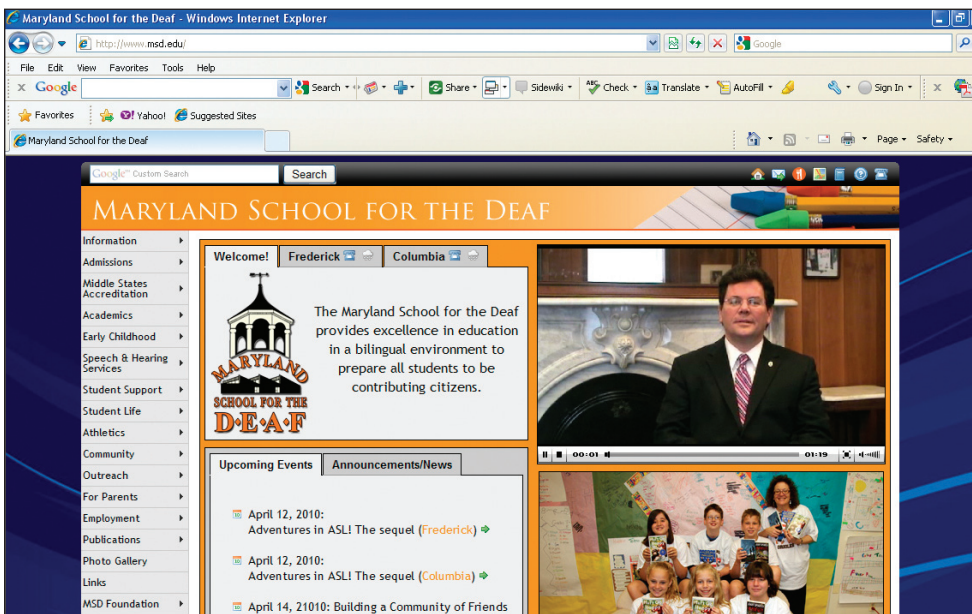 Maryland School for the Deaf - Windows Internet Explorer
http://www.msd.edu/
Google
File Edit View Favorites Tools Help
x Google
Search
Share
Sidewiki
Check
Translate
AutoFill
Sign In
x
Favorites
Yahoo!
Suggested Sites
Maryland School for the Deaf
Page
Safety
Google™ Custom Search
Search
MARYLAND SCHOOL FOR THE DEAF
Information
Admissions
Middle States
Accreditation
Academics
Early Childhood
Speech & Hearing
Services
Student Support
Student Life
Athletics
Community
Outreach
For Parents
Employment
Publications
Photo Gallery
Links
MSD Foundation
Welcome!
Frederick
Columbia
MARYLAND
SCHOOL FOR THE
D•E•A•F
The Maryland School for the Deaf
provides excellence in education
in a bilingual environment to
prepare all students to be
contributing citizens.
00:01
01:19
Upcoming Events
Announcements/News
April 12, 2010:
Adventures in ASL! The sequel (Frederick)
April 12, 2010:
Adventures in ASL! The sequel (Columbia)
April 14, 21010: Building a Community of Friends